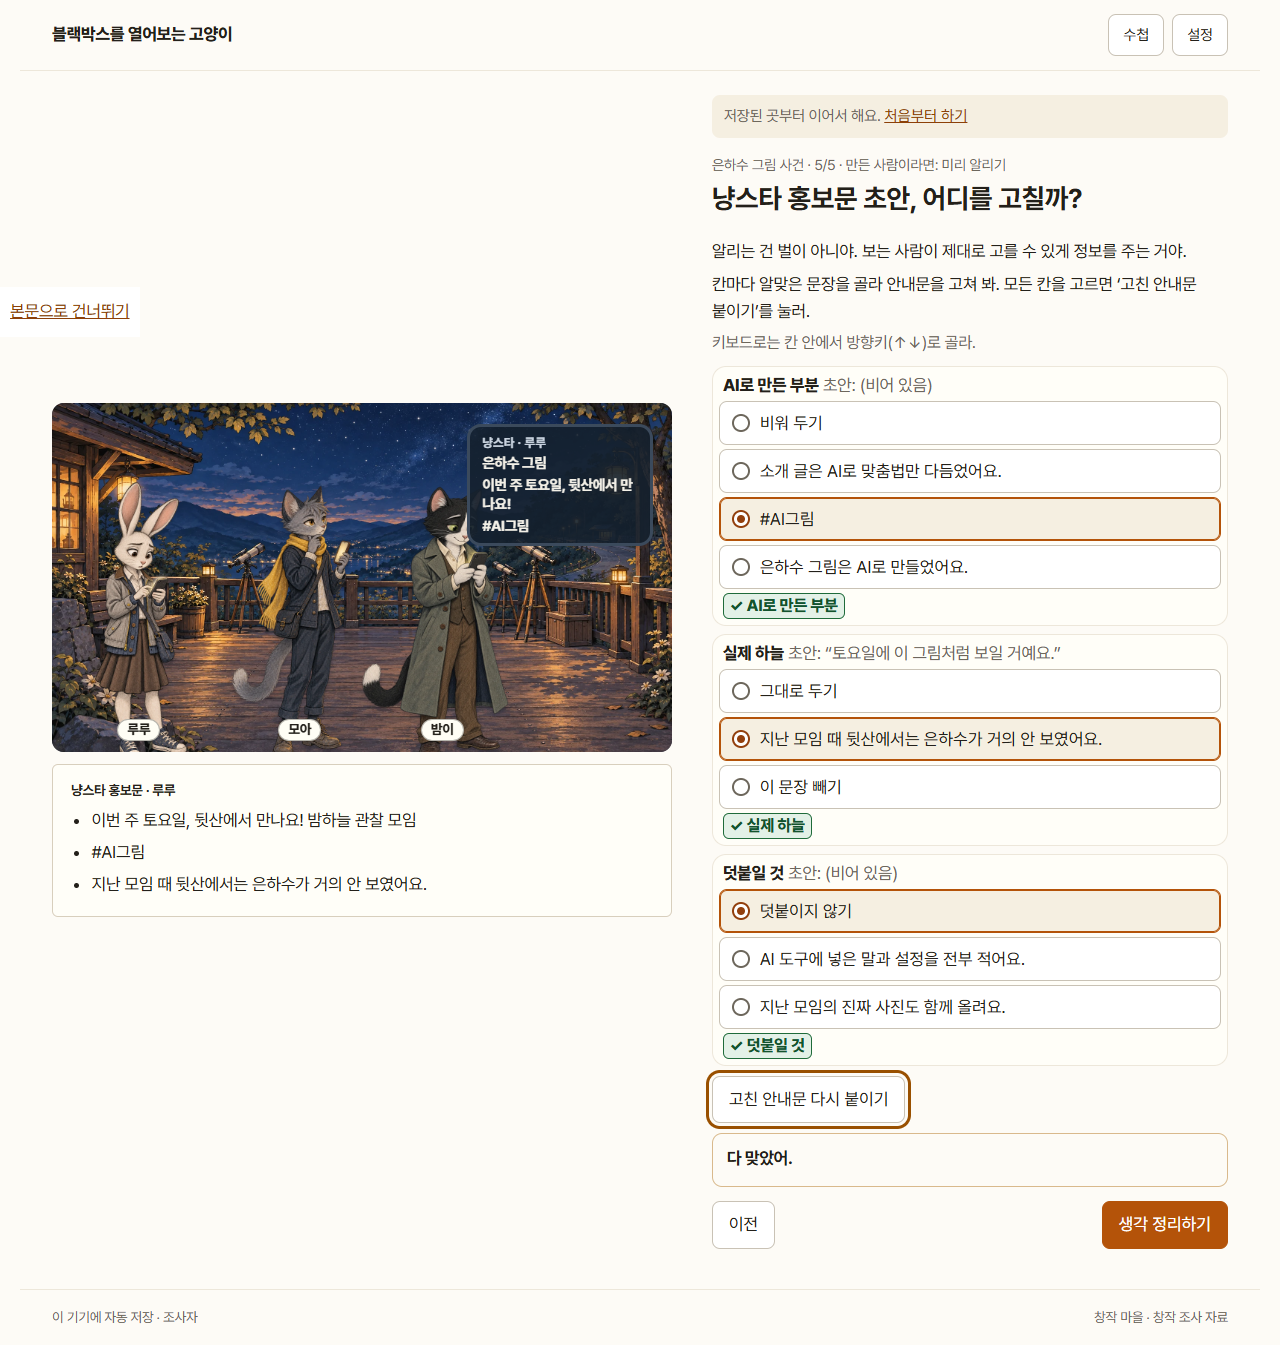 블랙박스를 열어보는 고양이
수첩
설정
본문으로 건너뛰기
냥스타 · 루루
은하수 그림
이번 주 토요일, 뒷산에서 만
나요!
#AI그림
루루
모아
밤이
냥스타 홍보문 · 루루
이번 주 토요일, 뒷산에서 만나요! 밤하늘 관찰 모임
#AI그림
지난 모임 때 뒷산에서는 은하수가 거의 안 보였어요.
저장된 곳부터 이어서 해요. 처음부터 하기
은하수 그림 사건 · 5/5 · 만든 사람이라면: 미리 알리기
냥스타 홍보문 초안, 어디를 고칠까?
알리는 건 벌이 아니야. 보는 사람이 제대로 고를 수 있게 정보를 주는 거야.
칸마다 알맞은 문장을 골라 안내문을 고쳐 봐. 모든 칸을 고르면 ‘고친 안내문
붙이기’를 눌러.
키보드로는 칸 안에서 방향키(↑↓)로 골라.
AI로 만든 부분 초안: (비어 있음)
비워 두기
소개 글은 AI로 맞춤법만 다듬었어요.
#AI그림
은하수 그림은 AI로 만들었어요.
✓ AI로 만든 부분
실제 하늘 초안: “토요일에 이 그림처럼 보일 거예요.”
그대로 두기
지난 모임 때 뒷산에서는 은하수가 거의 안 보였어요.
이 문장 빼기
✓ 실제 하늘
덧붙일 것 초안: (비어 있음)
덧붙이지 않기
AI 도구에 넣은 말과 설정을 전부 적어요.
지난 모임의 진짜 사진도 함께 올려요.
✓ 덧붙일 것
고친 안내문 다시 붙이기
다 맞았어.
이전
생각 정리하기
이 기기에 자동 저장 · 조사자
창작 마을 · 창작 조사 자료